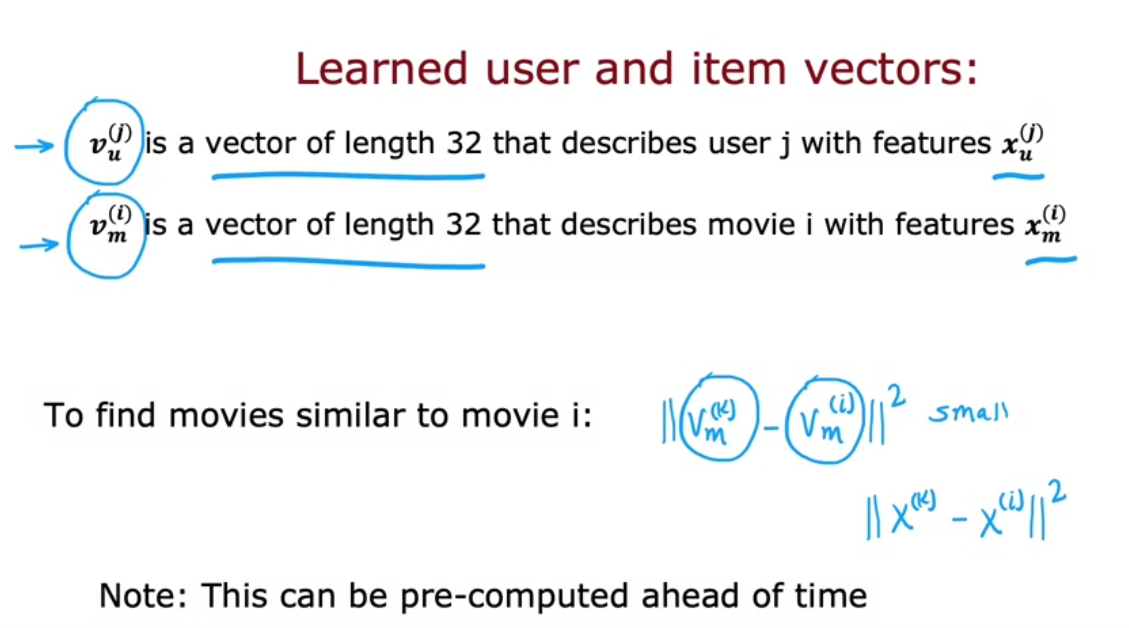 Learned user and item vectors:
→ v_u^(j) is a vector of length 32 that describes user j with features x_u^(j)
→ v_m^(i) is a vector of length 32 that describes movie i with features x_m^(i)
To find movies similar to movie i: ||v_m^(k) - v_m^(i)||^2 small
||x^(k) - x^(i)||^2
Note: This can be pre-computed ahead of time